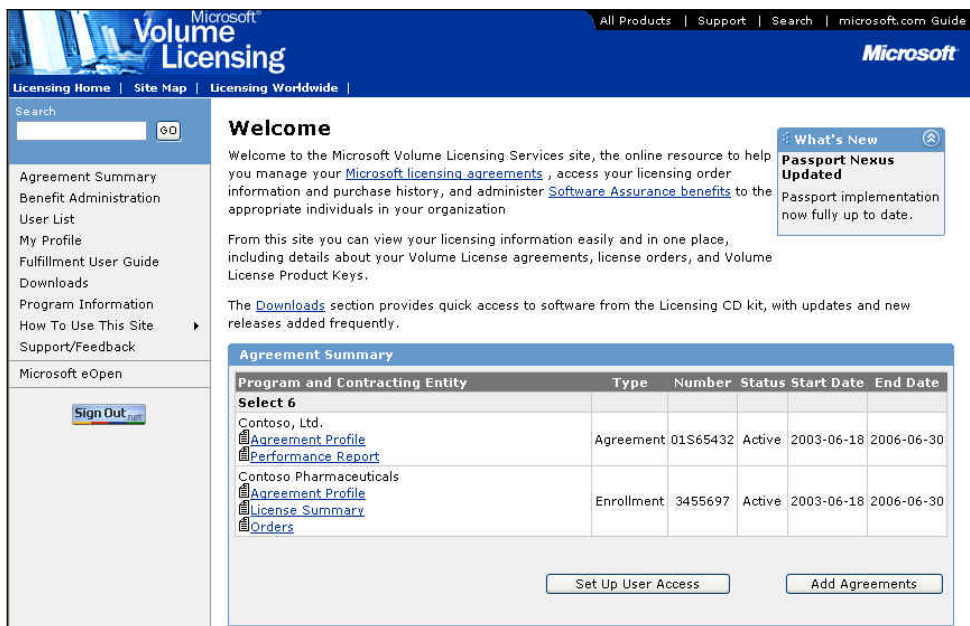 Microsoft®
Volume
Licensing
All Products | Support | Search | microsoft.com Guide
Microsoft
Licensing Home | Site Map | Licensing Worldwide |
Search
GO
Agreement Summary
Benefit Administration
User List
My Profile
Fulfillment User Guide
Downloads
Program Information
How To Use This Site
Support/Feedback
Microsoft eOpen
Sign Out .net
Welcome
Welcome to the Microsoft Volume Licensing Services site, the online resource to help
you manage your Microsoft licensing agreements , access your licensing order
information and purchase history, and administer Software Assurance benefits to the
appropriate individuals in your organization
From this site you can view your licensing information easily and in one place,
including details about your Volume License agreements, license orders, and Volume
License Product Keys.
The Downloads section provides quick access to software from the Licensing CD kit, with updates and new
releases added frequently.
What's New
Passport Nexus
Updated
Passport implementation
now fully up to date.
Agreement Summary
Program and Contracting Entity Type Number Status Start Date End Date
Select 6
Contoso, Ltd.
Agreement Profile
Performance Report
Agreement 01S65432 Active 2003-06-18 2006-06-30
Contoso Pharmaceuticals
Agreement Profile
License Summary
Orders
Enrollment 3455697 Active 2003-06-18 2006-06-30
Set Up User Access
Add Agreements